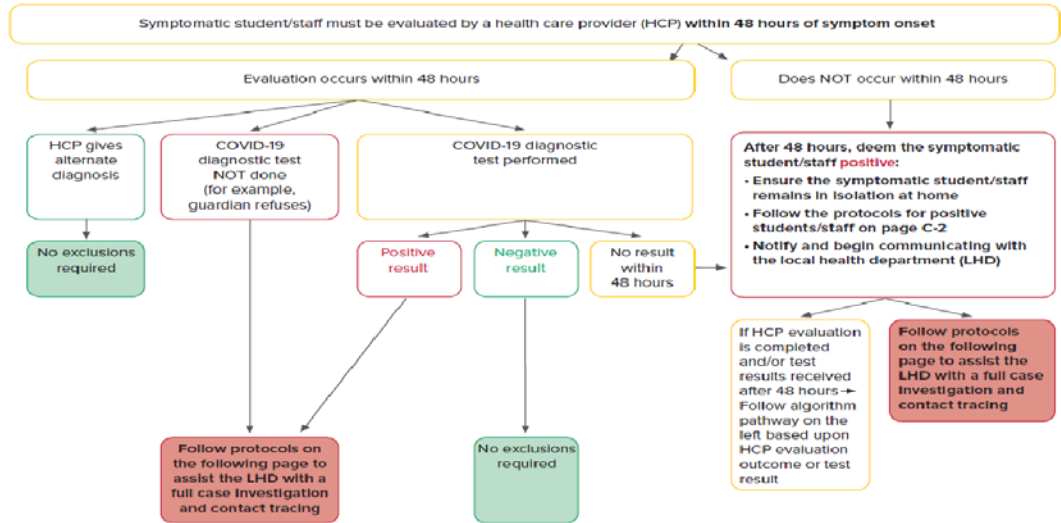 Symptomatic student/staff must be evaluated by a health care provider (HCP) within 48 hours of symptom onset
Evaluation occurs within 48 hours
Does NOT occur within 48 hours
HCP gives
alternate
diagnosis
COVID-19
diagnostic test
NOT done
(for example,
guardian refuses)
COVID-19 diagnostic
test performed
After 48 hours, deem the symptomatic
student/staff positive:
• Ensure the symptomatic student/staff
remains in isolation at home
• Follow the protocols for positive
students/staff on page C-2
• Notify and begin communicating with
the local health department (LHD)
No exclusions
required
Positive
result
Negative
result
No result
within
48 hours
If HCP evaluation
is completed
and/or test
results received
after 48 hours→
Follow algorithm
pathway on the
left based upon
HCP evaluation
outcome or test
result
Follow protocols
on the following
page to assist the
LHD with a full case
Investigation and
contact tracing
Follow protocols on
the following page to
assist the LHD with a
full case Investigation
and contact tracing
No exclusions
required